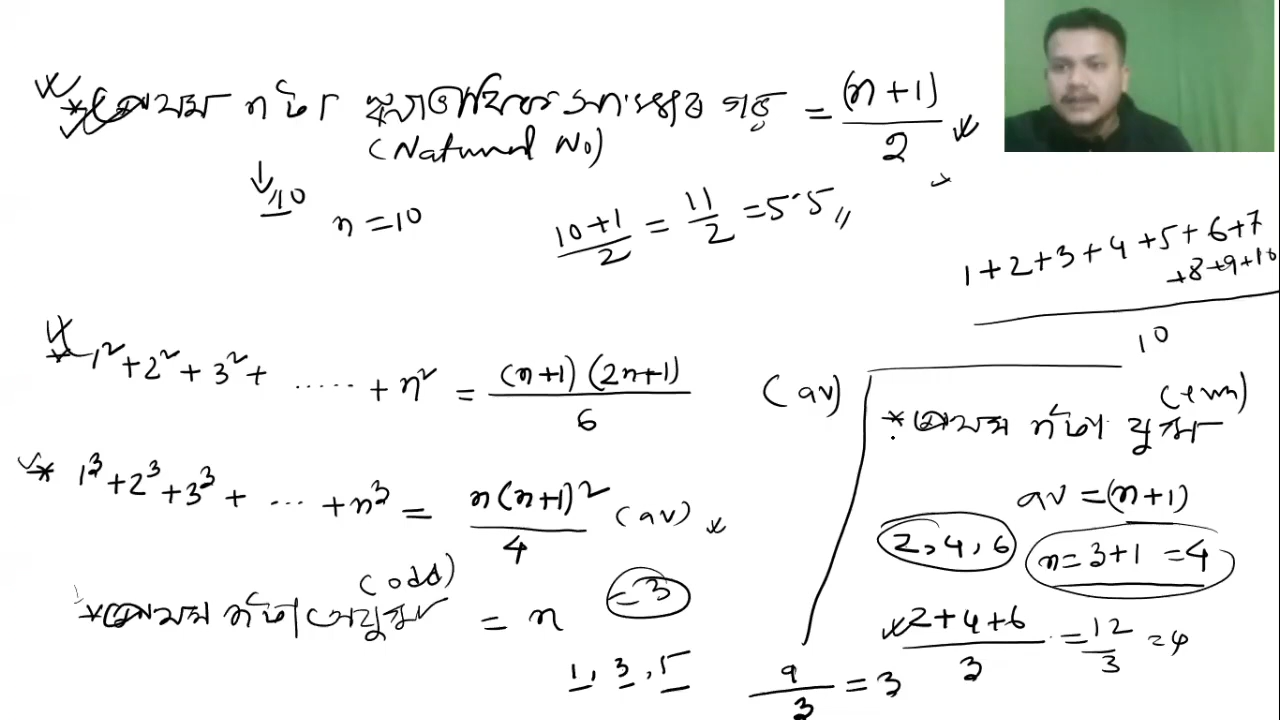 * প্রথম n টা স্বাভাবিক সংখ্যার গড় = (n+1)/2
(Natural No)
↓ 10
n = 10
(10+1)/2 = 11/2 = 5.5 //
1+2+3+4+5+6+7
+8+9+10
10
* 1² + 2² + 3² + ..... + n² = (n+1)(2n+1)/6 (av)
* 1³ + 2³ + 3³ + ... + n³ = n(n+1)²/4 (av)
(odd)
* প্রথম n টা অযুগ্ম = n = 3
1, 3, 5
9/3 = 3
* প্রথম n টা যুগ্ম
av = (n+1)
2, 4, 6
n = 3+1 = 4
(2+4+6)/3 = 12/3 = 4